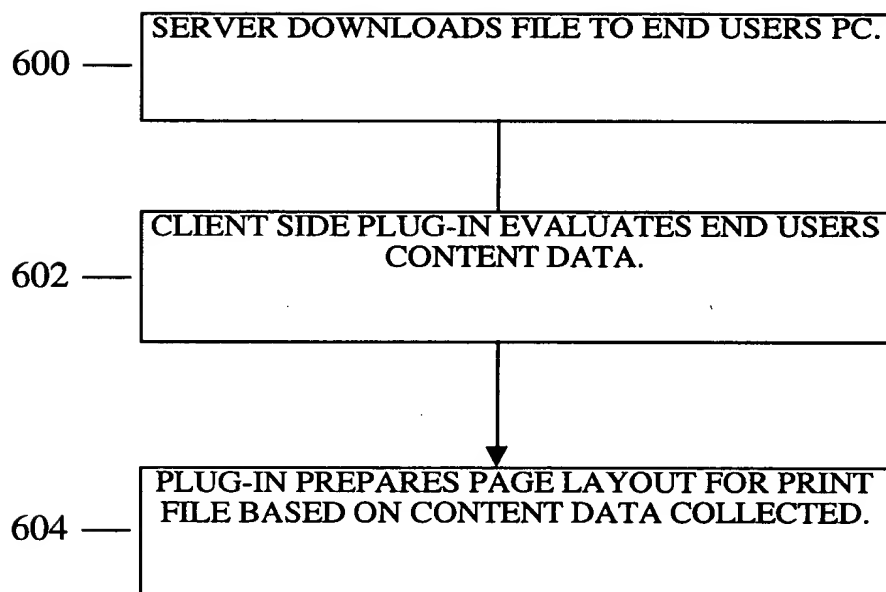 SERVER DOWNLOADS FILE TO END USERS PC.
600
CLIENT SIDE PLUG-IN EVALUATES END USERS
CONTENT DATA.
602
PLUG-IN PREPARES PAGE LAYOUT FOR PRINT
FILE BASED ON CONTENT DATA COLLECTED.
604